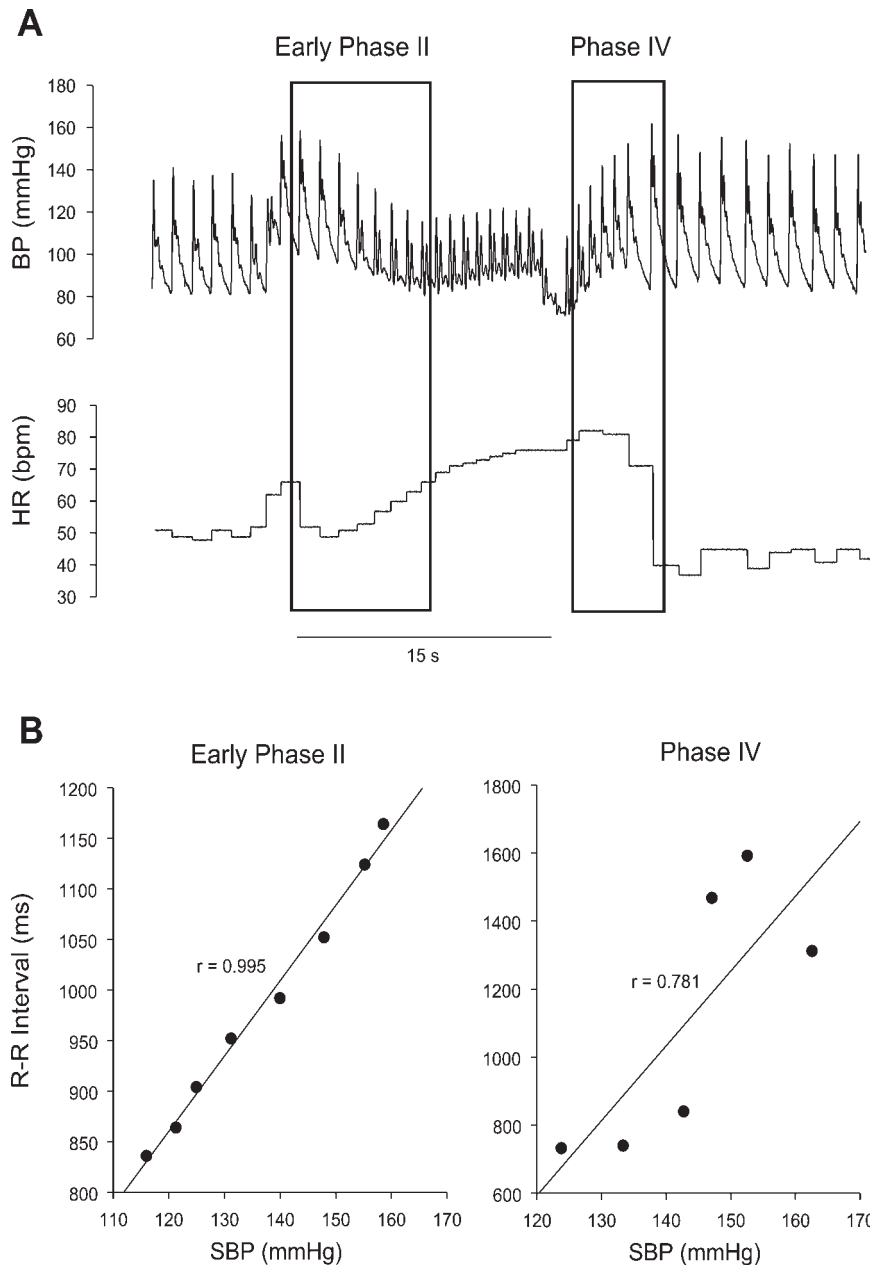 A
Early Phase II
Phase IV
BP (mmHg)
180
160
140
120
100
80
60
HR (bpm)
90
80
70
60
50
40
30
15 s
B
Early Phase II
R-R Interval (ms)
1200
1150
1100
1050
1000
950
900
850
800
r = 0.995
110 120 130 140 150 160 170
SBP (mmHg)
Phase IV
1800
1600
1400
1200
1000
800
600
r = 0.781
120 130 140 150 160 170
SBP (mmHg)